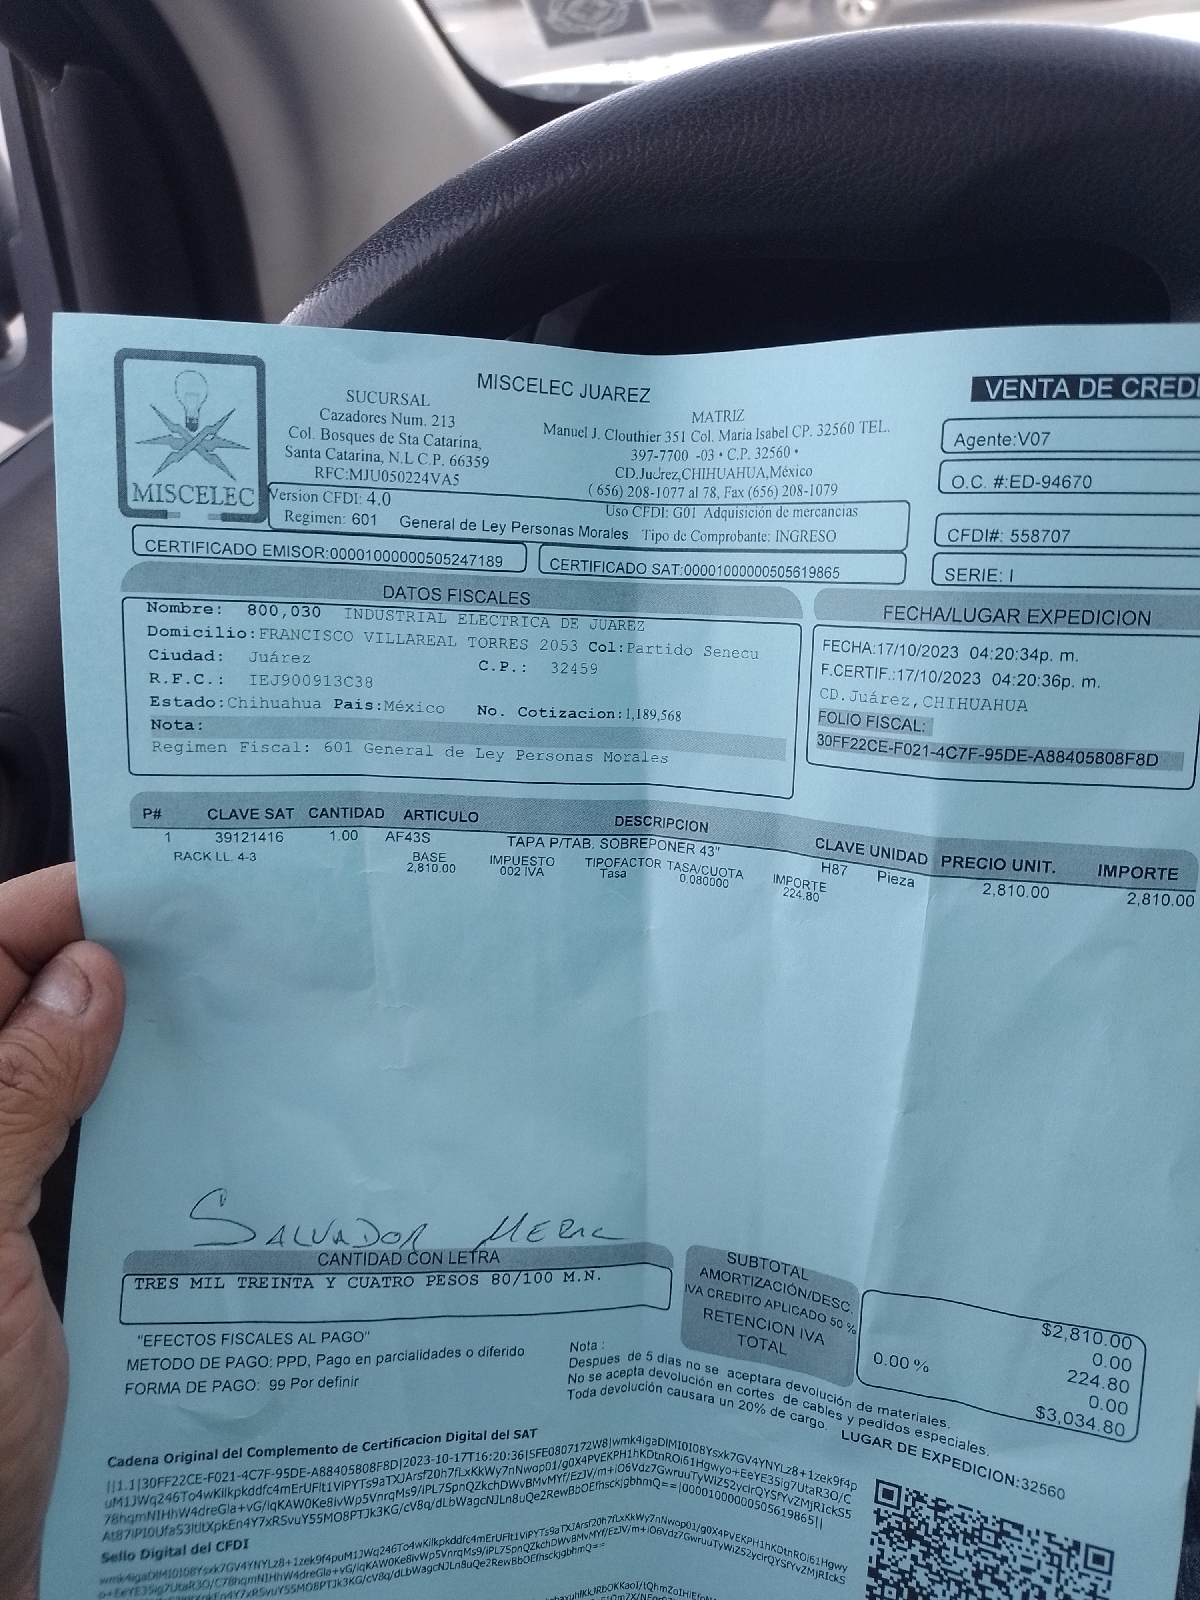 MISCELEC
MISCELEC JUAREZ
SUCURSAL
Cazadores Num. 213
Col. Bosques de Sta Catarina,
Santa Catarina, N.L C.P. 66359
RFC:MJU050224VA5
MATRIZ
Manuel J. Clouthier 351 Col. Maria Isabel CP. 32560 TEL.
397-7700 -03 • C.P. 32560 •
CD.Juárez,CHIHUAHUA,México
( 656) 208-1077 al 78, Fax (656) 208-1079
VENTA DE CREDI
Agente:V07
O.C. #:ED-94670
CFDI#: 558707
SERIE: I
Version CFDI: 4.0
Uso CFDI: G01 Adquisición de mercancias
Regimen: 601 General de Ley Personas Morales Tipo de Comprobante: INGRESO
CERTIFICADO EMISOR:00001000000505247189
CERTIFICADO SAT:00001000000505619865
DATOS FISCALES
Nombre: 800,030 INDUSTRIAL ELECTRICA DE JUAREZ
Domicilio:FRANCISCO VILLAREAL TORRES 2053 Col:Partido Senecu
Ciudad: Juárez C.P.: 32459
R.F.C.: IEJ900913C38
Estado:Chihuahua Pais:México No. Cotizacion:1,189,568
Nota:
Regimen Fiscal: 601 General de Ley Personas Morales
FECHA/LUGAR EXPEDICION
FECHA:17/10/2023 04:20:34p. m.
F.CERTIF.:17/10/2023 04:20:36p. m.
CD.Juárez,CHIHUAHUA
FOLIO FISCAL:
30FF22CE-F021-4C7F-95DE-A88405808F8D
P# CLAVE SAT CANTIDAD ARTICULO DESCRIPCION CLAVE UNIDAD PRECIO UNIT. IMPORTE
1 39121416 1.00 AF43S TAPA P/TAB. SOBREPONER 43" H87 Pieza 2,810.00 2,810.00
RACK LL. 4-3 BASE IMPUESTO TIPOFACTOR TASA/CUOTA IMPORTE
2,810.00 002 IVA Tasa 0.080000 224.80
SALVADOR
CANTIDAD CON LETRA
TRES MIL TREINTA Y CUATRO PESOS 80/100 M.N.
SUBTOTAL $2,810.00
AMORTIZACIÓN/DESC. 0.00
IVA CREDITO APLICADO 50 % 224.80
RETENCION IVA 0.00 % 0.00
TOTAL $3,034.80
"EFECTOS FISCALES AL PAGO"
METODO DE PAGO: PPD, Pago en parcialidades o diferido
FORMA DE PAGO: 99 Por definir
Nota :
Despues de 5 dias no se aceptara devolución de materiales.
No se acepta devolución en cortes de cables y pedidos especiales.
Toda devolución causara un 20% de cargo.
LUGAR DE EXPEDICION:32560
Cadena Original del Complemento de Certificacion Digital del SAT
Sello Digital del CFDI